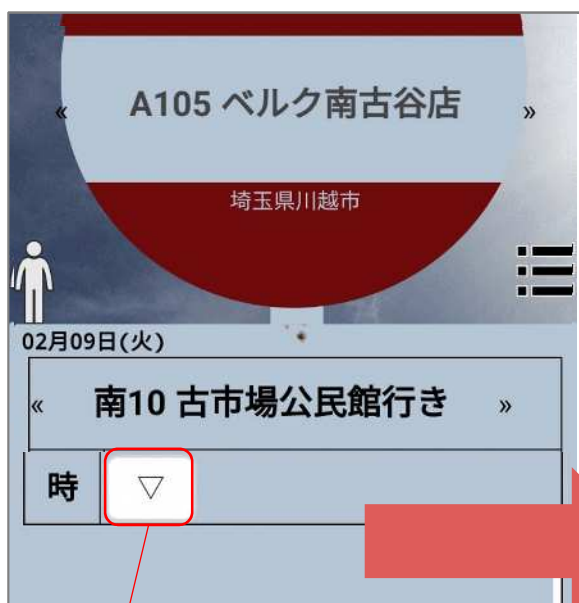 « A105 ベルク南古谷店 »
埼玉県川越市
02月09日(火)
« 南10 古市場公民館行き »
時 ▽